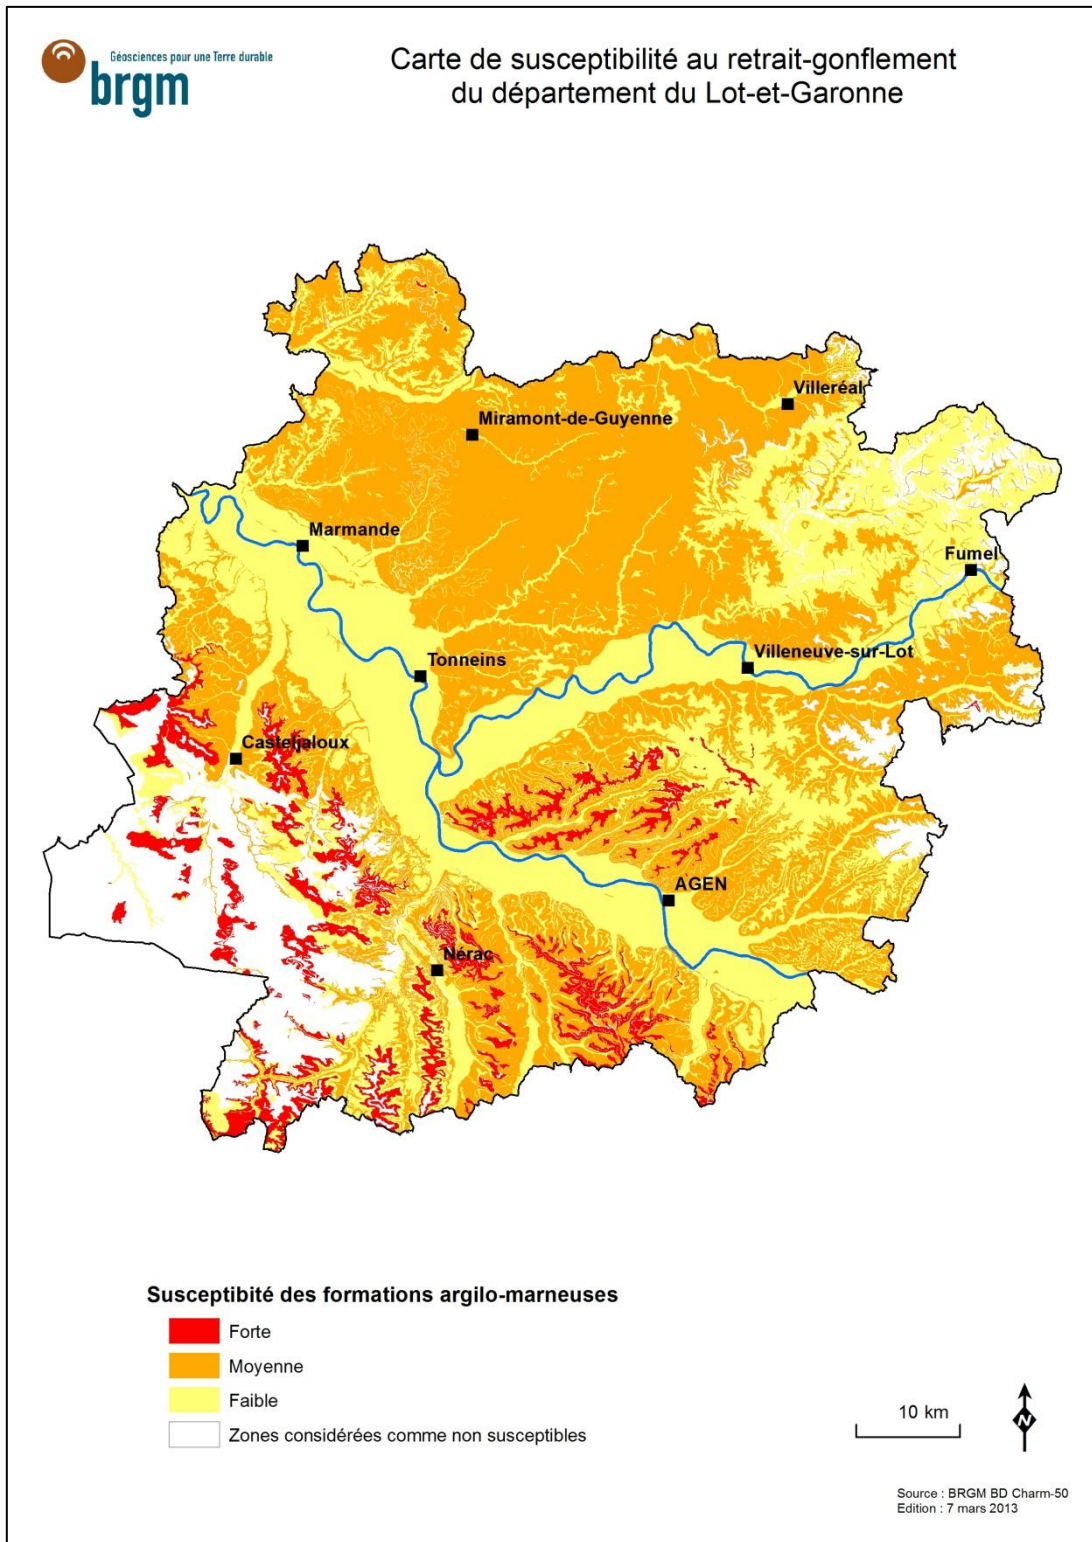 Géosciences pour une Terre durable
brgm
Carte de susceptibilité au retrait-gonflement
du département du Lot-et-Garonne
Villeréal
Miramont-de-Guyenne
Marmande
Fumel
Tonneins
Villeneuve-sur-Lot
Casteljaloux
AGEN
Nérac
Susceptibité des formations argilo-marneuses
Forte
Moyenne
Faible
Zones considérées comme non susceptibles
10 km
N
Source : BRGM BD Charm-50
Edition : 7 mars 2013